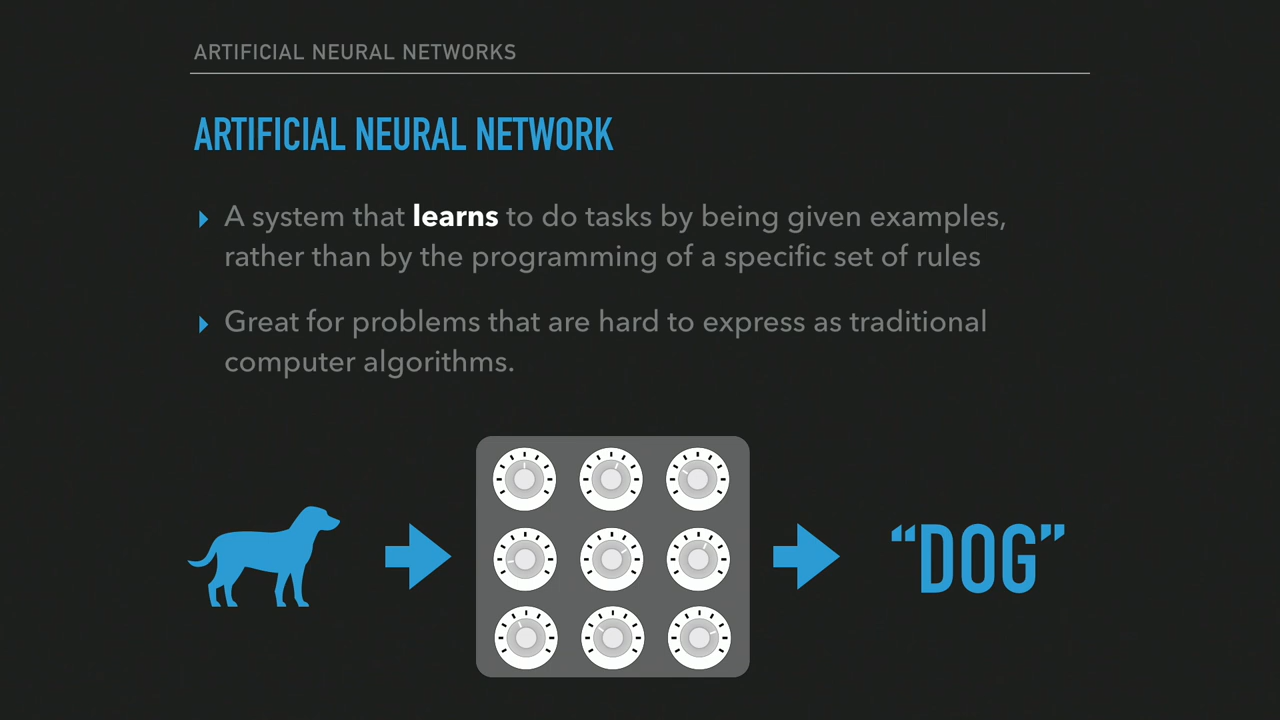 ARTIFICIAL NEURAL NETWORKS
ARTIFICIAL NEURAL NETWORK
A system that learns to do tasks by being given examples,
rather than by the programming of a specific set of rules
Great for problems that are hard to express as traditional
computer algorithms.
“DOG”